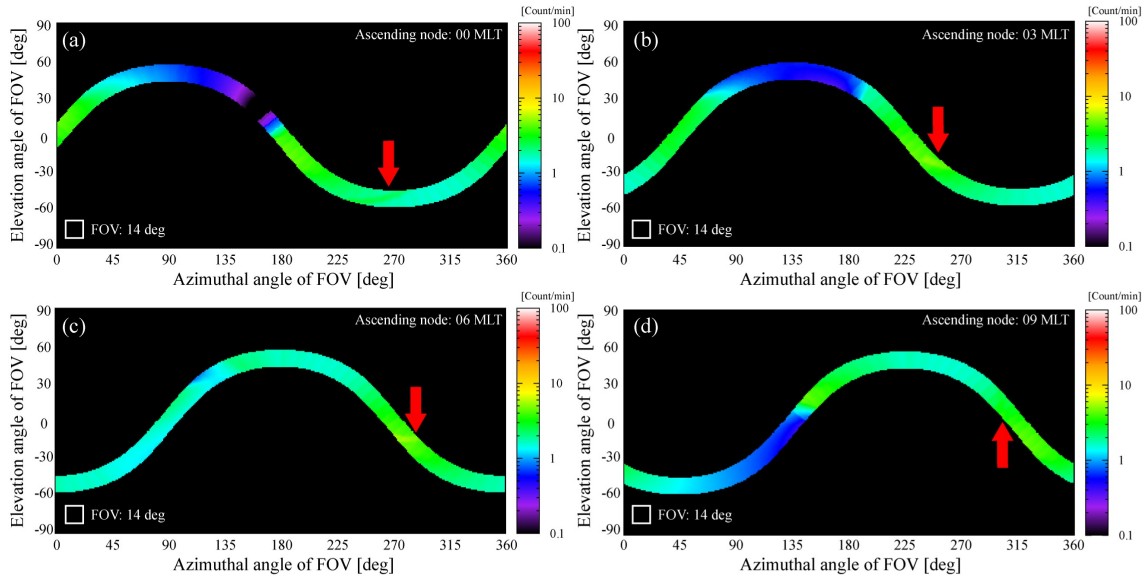 [Count/min]
(a)
Ascending node: 00 MLT
Elevation angle of FOV [deg]
90
60
30
0
-30
-60
-90
FOV: 14 deg
0 45 90 135 180 225 270 315 360
Azimuthal angle of FOV [deg]
100
10
1
0.1
[Count/min]
(b)
Ascending node: 03 MLT
Elevation angle of FOV [deg]
90
60
30
0
-30
-60
-90
FOV: 14 deg
0 45 90 135 180 225 270 315 360
Azimuthal angle of FOV [deg]
100
10
1
0.1
[Count/min]
(c)
Ascending node: 06 MLT
Elevation angle of FOV [deg]
90
60
30
0
-30
-60
-90
FOV: 14 deg
0 45 90 135 180 225 270 315 360
Azimuthal angle of FOV [deg]
100
10
1
0.1
[Count/min]
(d)
Ascending node: 09 MLT
Elevation angle of FOV [deg]
90
60
30
0
-30
-60
-90
FOV: 14 deg
0 45 90 135 180 225 270 315 360
Azimuthal angle of FOV [deg]
100
10
1
0.1